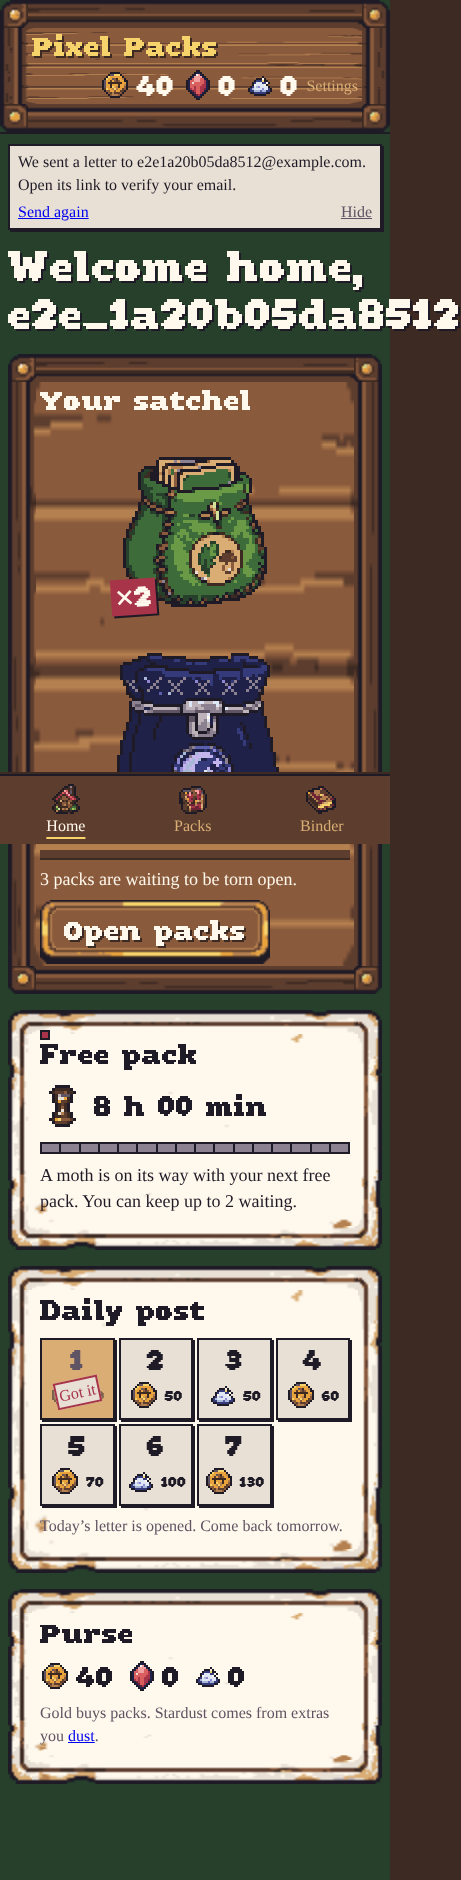 Pixel Packs
40 0 0 Settings
We sent a letter to e2e1a20b05da8512@example.com.
Open its link to verify your email.
Send again Hide
Welcome home,
e2e_1a20b05da8512
Your satchel
×2
Home Packs Binder
3 packs are waiting to be torn open.
Open packs
Free pack
8 h 00 min
A moth is on its way with your next free
pack. You can keep up to 2 waiting.
Daily post
1 2 3 4
Got it 50 50 60
5 6 7
70 100 130
Today’s letter is opened. Come back tomorrow.
Purse
40 0 0
Gold buys packs. Stardust comes from extras
you dust.